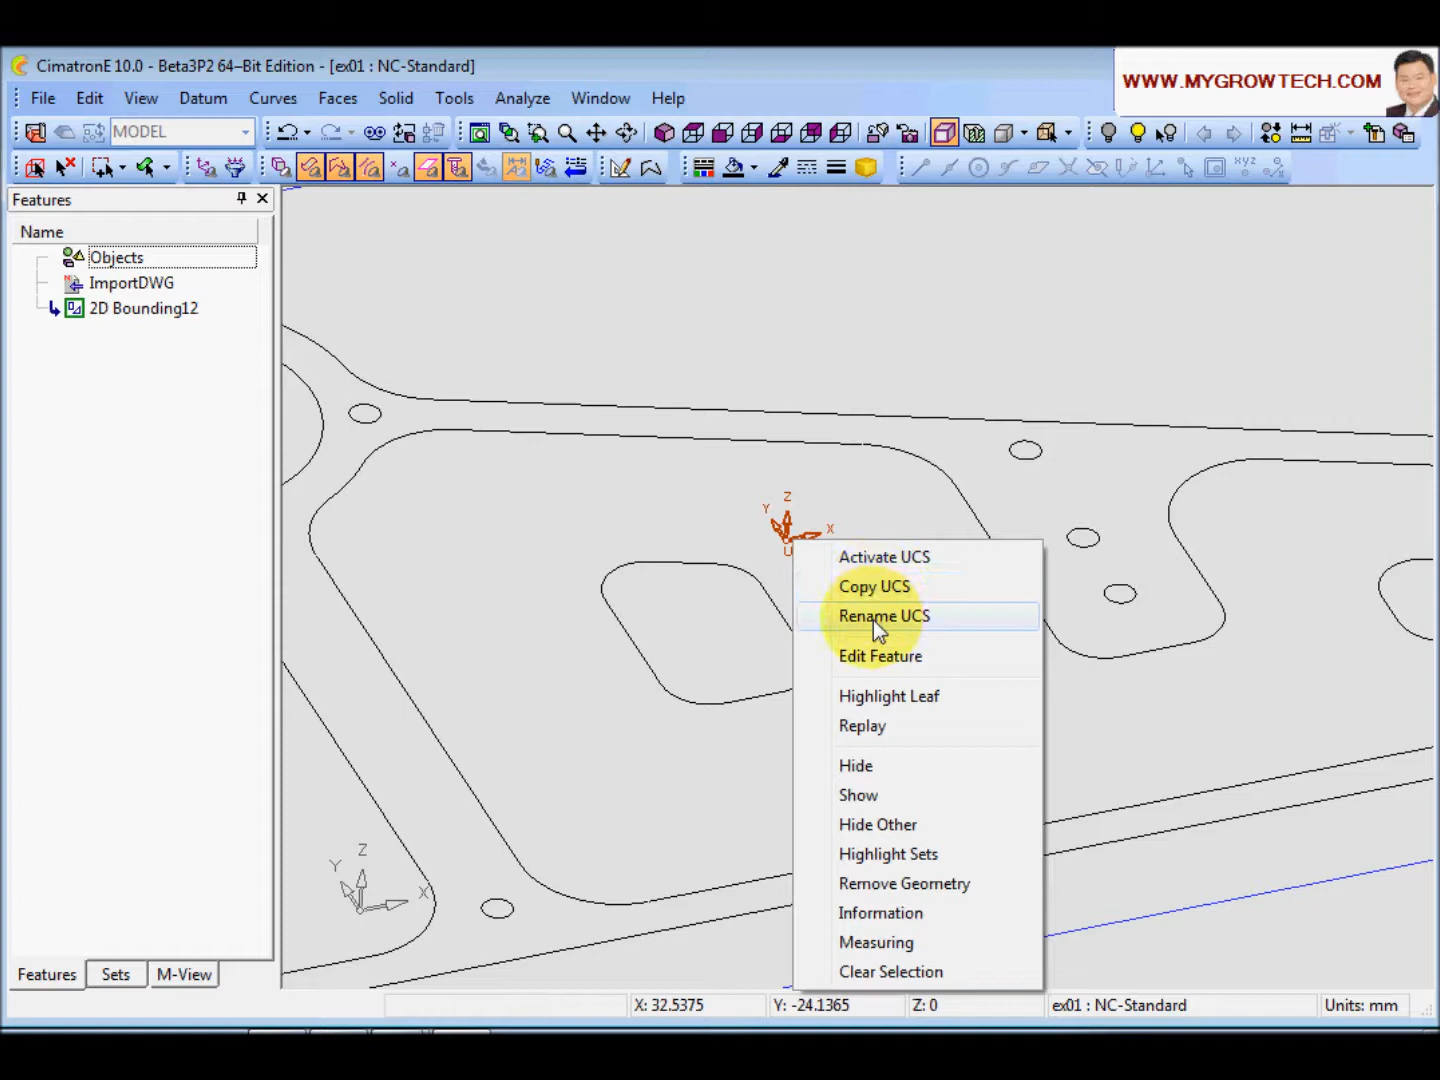 CimatronE 10.0 - Beta3P2 64–Bit Edition - [ex01 : NC-Standard]
WWW.MYGROWTECH.COM
File Edit View Datum Curves Faces Solid Tools Analyze Window Help
MODEL
XYZ
Features
Name
Objects
ImportDWG
2D Bounding12
Z
Y
X
U
Activate UCS
Copy UCS
Rename UCS
Edit Feature
Highlight Leaf
Replay
Hide
Show
Hide Other
Highlight Sets
Remove Geometry
Information
Measuring
Clear Selection
Z
Y
X
Features Sets M-View
X: 32.5375 Y: -24.1365 Z: 0 ex01 : NC-Standard Units: mm